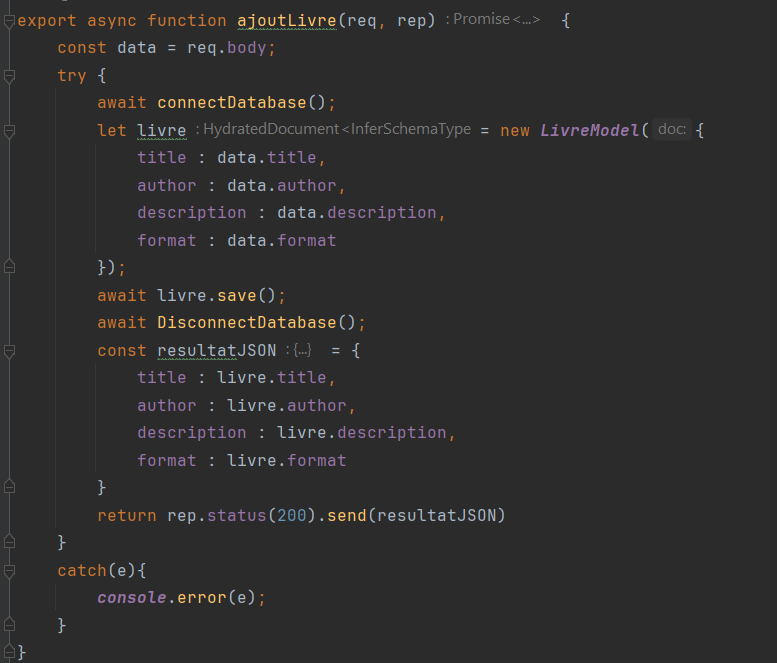 export async function ajoutLivre(req, rep) : Promise<...> {
    const data = req.body;
    try {
        await connectDatabase();
        let livre : HydratedDocument<InferSchemaType = new LivreModel( doc: {
            title : data.title,
            author : data.author,
            description : data.description,
            format : data.format
        });
        await livre.save();
        await DisconnectDatabase();
        const resultatJSON : {...} = {
            title : livre.title,
            author : livre.author,
            description : livre.description,
            format : livre.format
        }
        return rep.status(200).send(resultatJSON)
    }
    catch(e){
        console.error(e);
    }
}